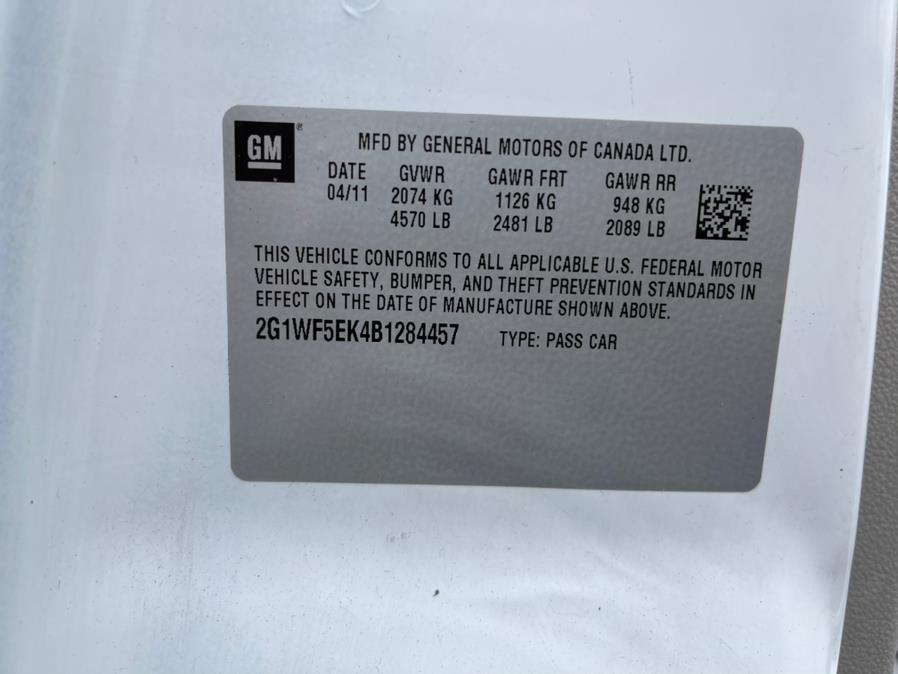 GM ®
MFD BY GENERAL MOTORS OF CANADA LTD.
DATE GVWR GAWR FRT GAWR RR
04/11 2074 KG 1126 KG 948 KG
4570 LB 2481 LB 2089 LB
THIS VEHICLE CONFORMS TO ALL APPLICABLE U.S. FEDERAL MOTOR
VEHICLE SAFETY, BUMPER, AND THEFT PREVENTION STANDARDS IN
EFFECT ON THE DATE OF MANUFACTURE SHOWN ABOVE.
2G1WF5EK4B1284457 TYPE: PASS CAR